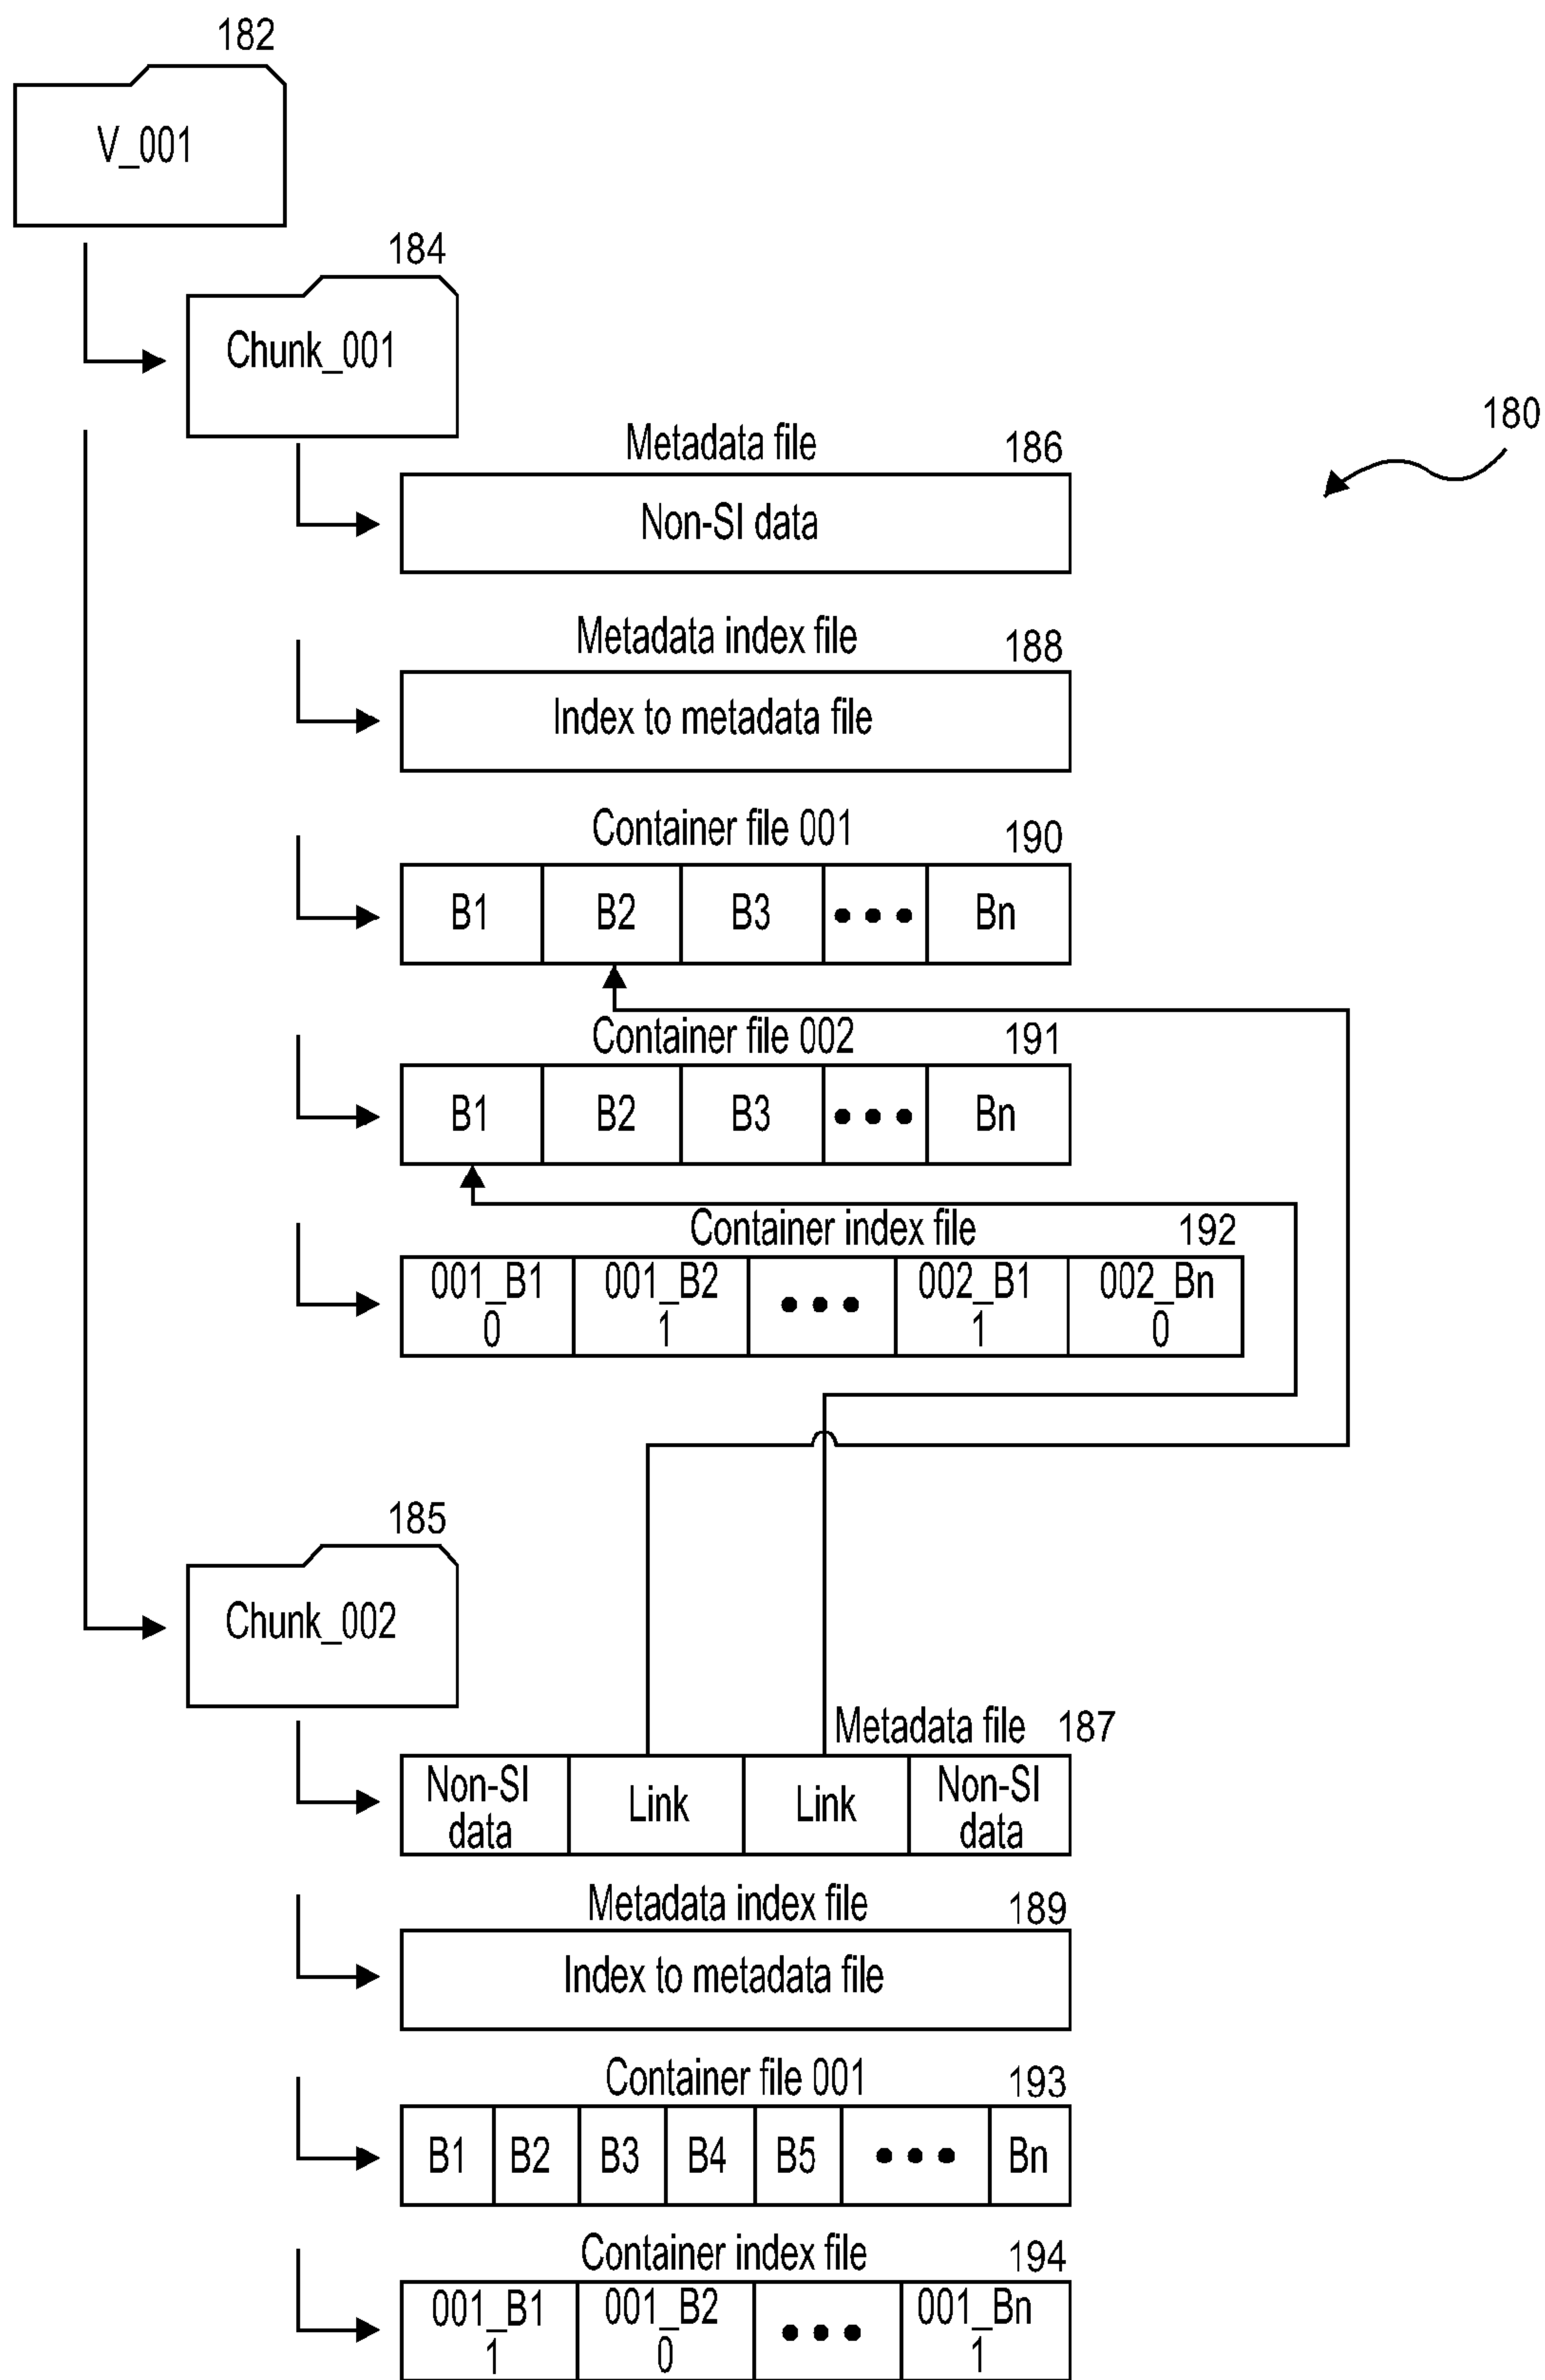 182
V_001
184
Chunk_001
180
Metadata file 186
Non-SI data
Metadata index file 188
Index to metadata file
Container file 001 190
B1 B2 B3 ••• Bn
Container file 002 191
B1 B2 B3 ••• Bn
Container index file 192
001_B1 001_B2 ••• 002_B1 002_Bn
0 1 1 0
185
Chunk_002
Metadata file 187
Non-SI Link Link Non-SI
data data
Metadata index file 189
Index to metadata file
Container file 001 193
B1 B2 B3 B4 B5 ••• Bn
Container index file 194
001_B1 001_B2 ••• 001_Bn
1 0 1